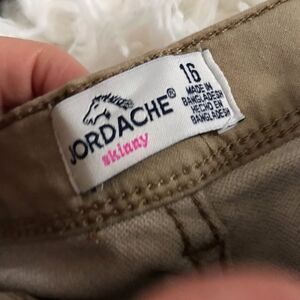 JORDACHE®
skinny
16
MADE IN
BANGLADESH
HECHO EN
BANGLADESH